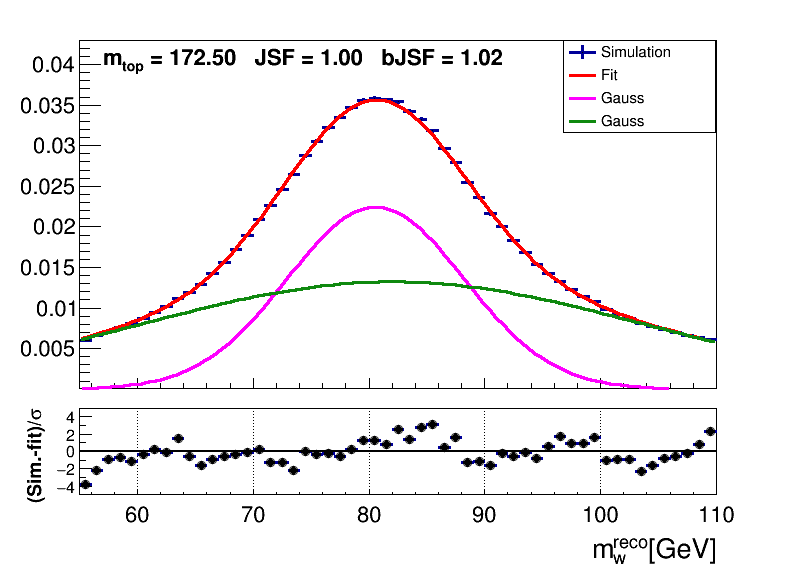 m_top = 172.50 JSF = 1.00 bJSF = 1.02
Simulation
Fit
Gauss
Gauss
0.04
0.035
0.03
0.025
0.02
0.015
0.01
0.005
(Sim.-fit)/σ
4
2
0
−2
−4
60 70 80 90 100 110
m_w^reco[GeV]